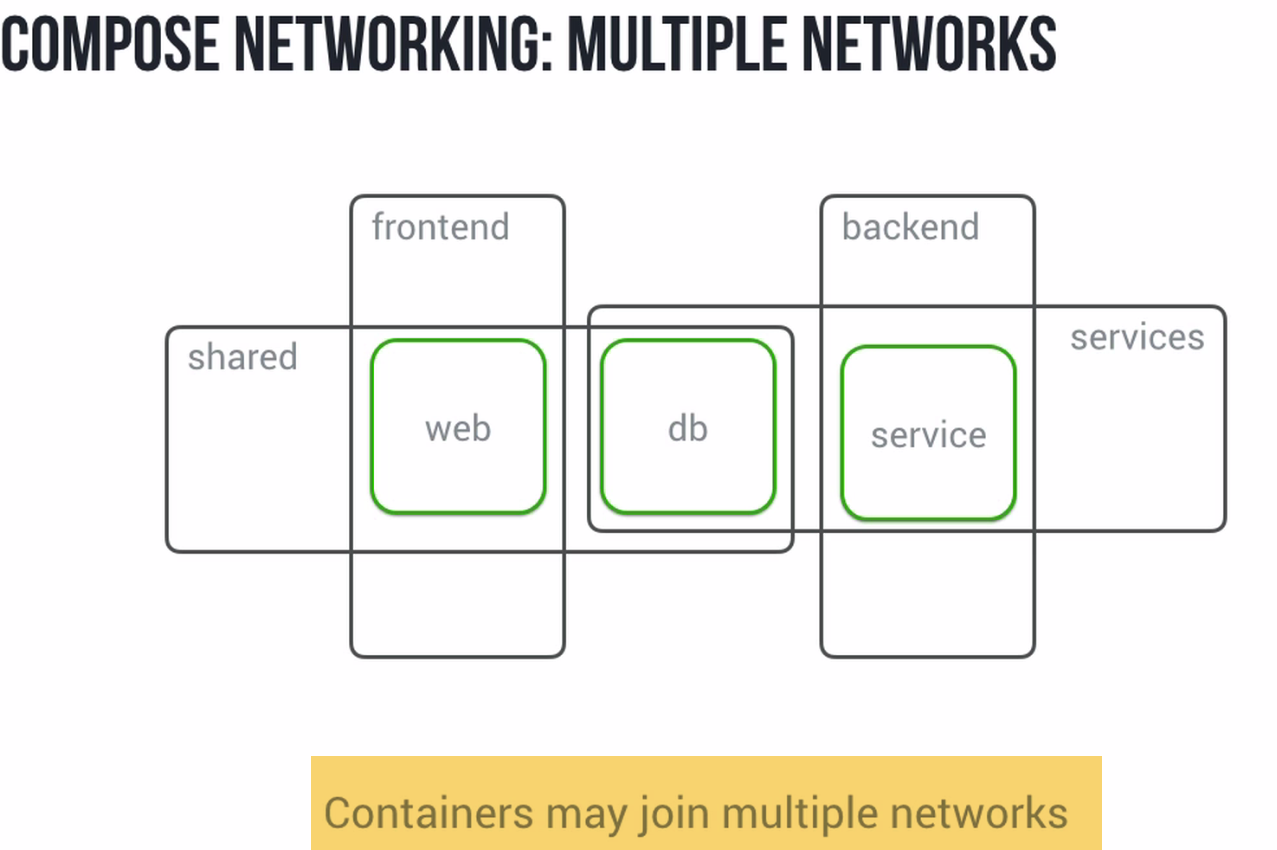 COMPOSE NETWORKING: MULTIPLE NETWORKS
frontend
backend
shared
services
web
db
service
Containers may join multiple networks